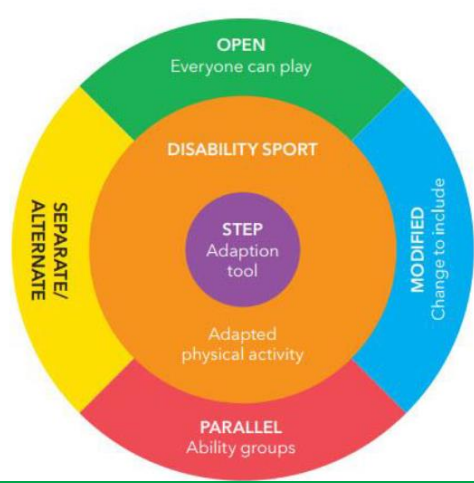 OPEN
Everyone can play
DISABILITY SPORT
SEPARATE/
ALTERNATE
STEP
Adaption
tool
MODIFIED
Change to include
Adapted
physical activity
PARALLEL
Ability groups